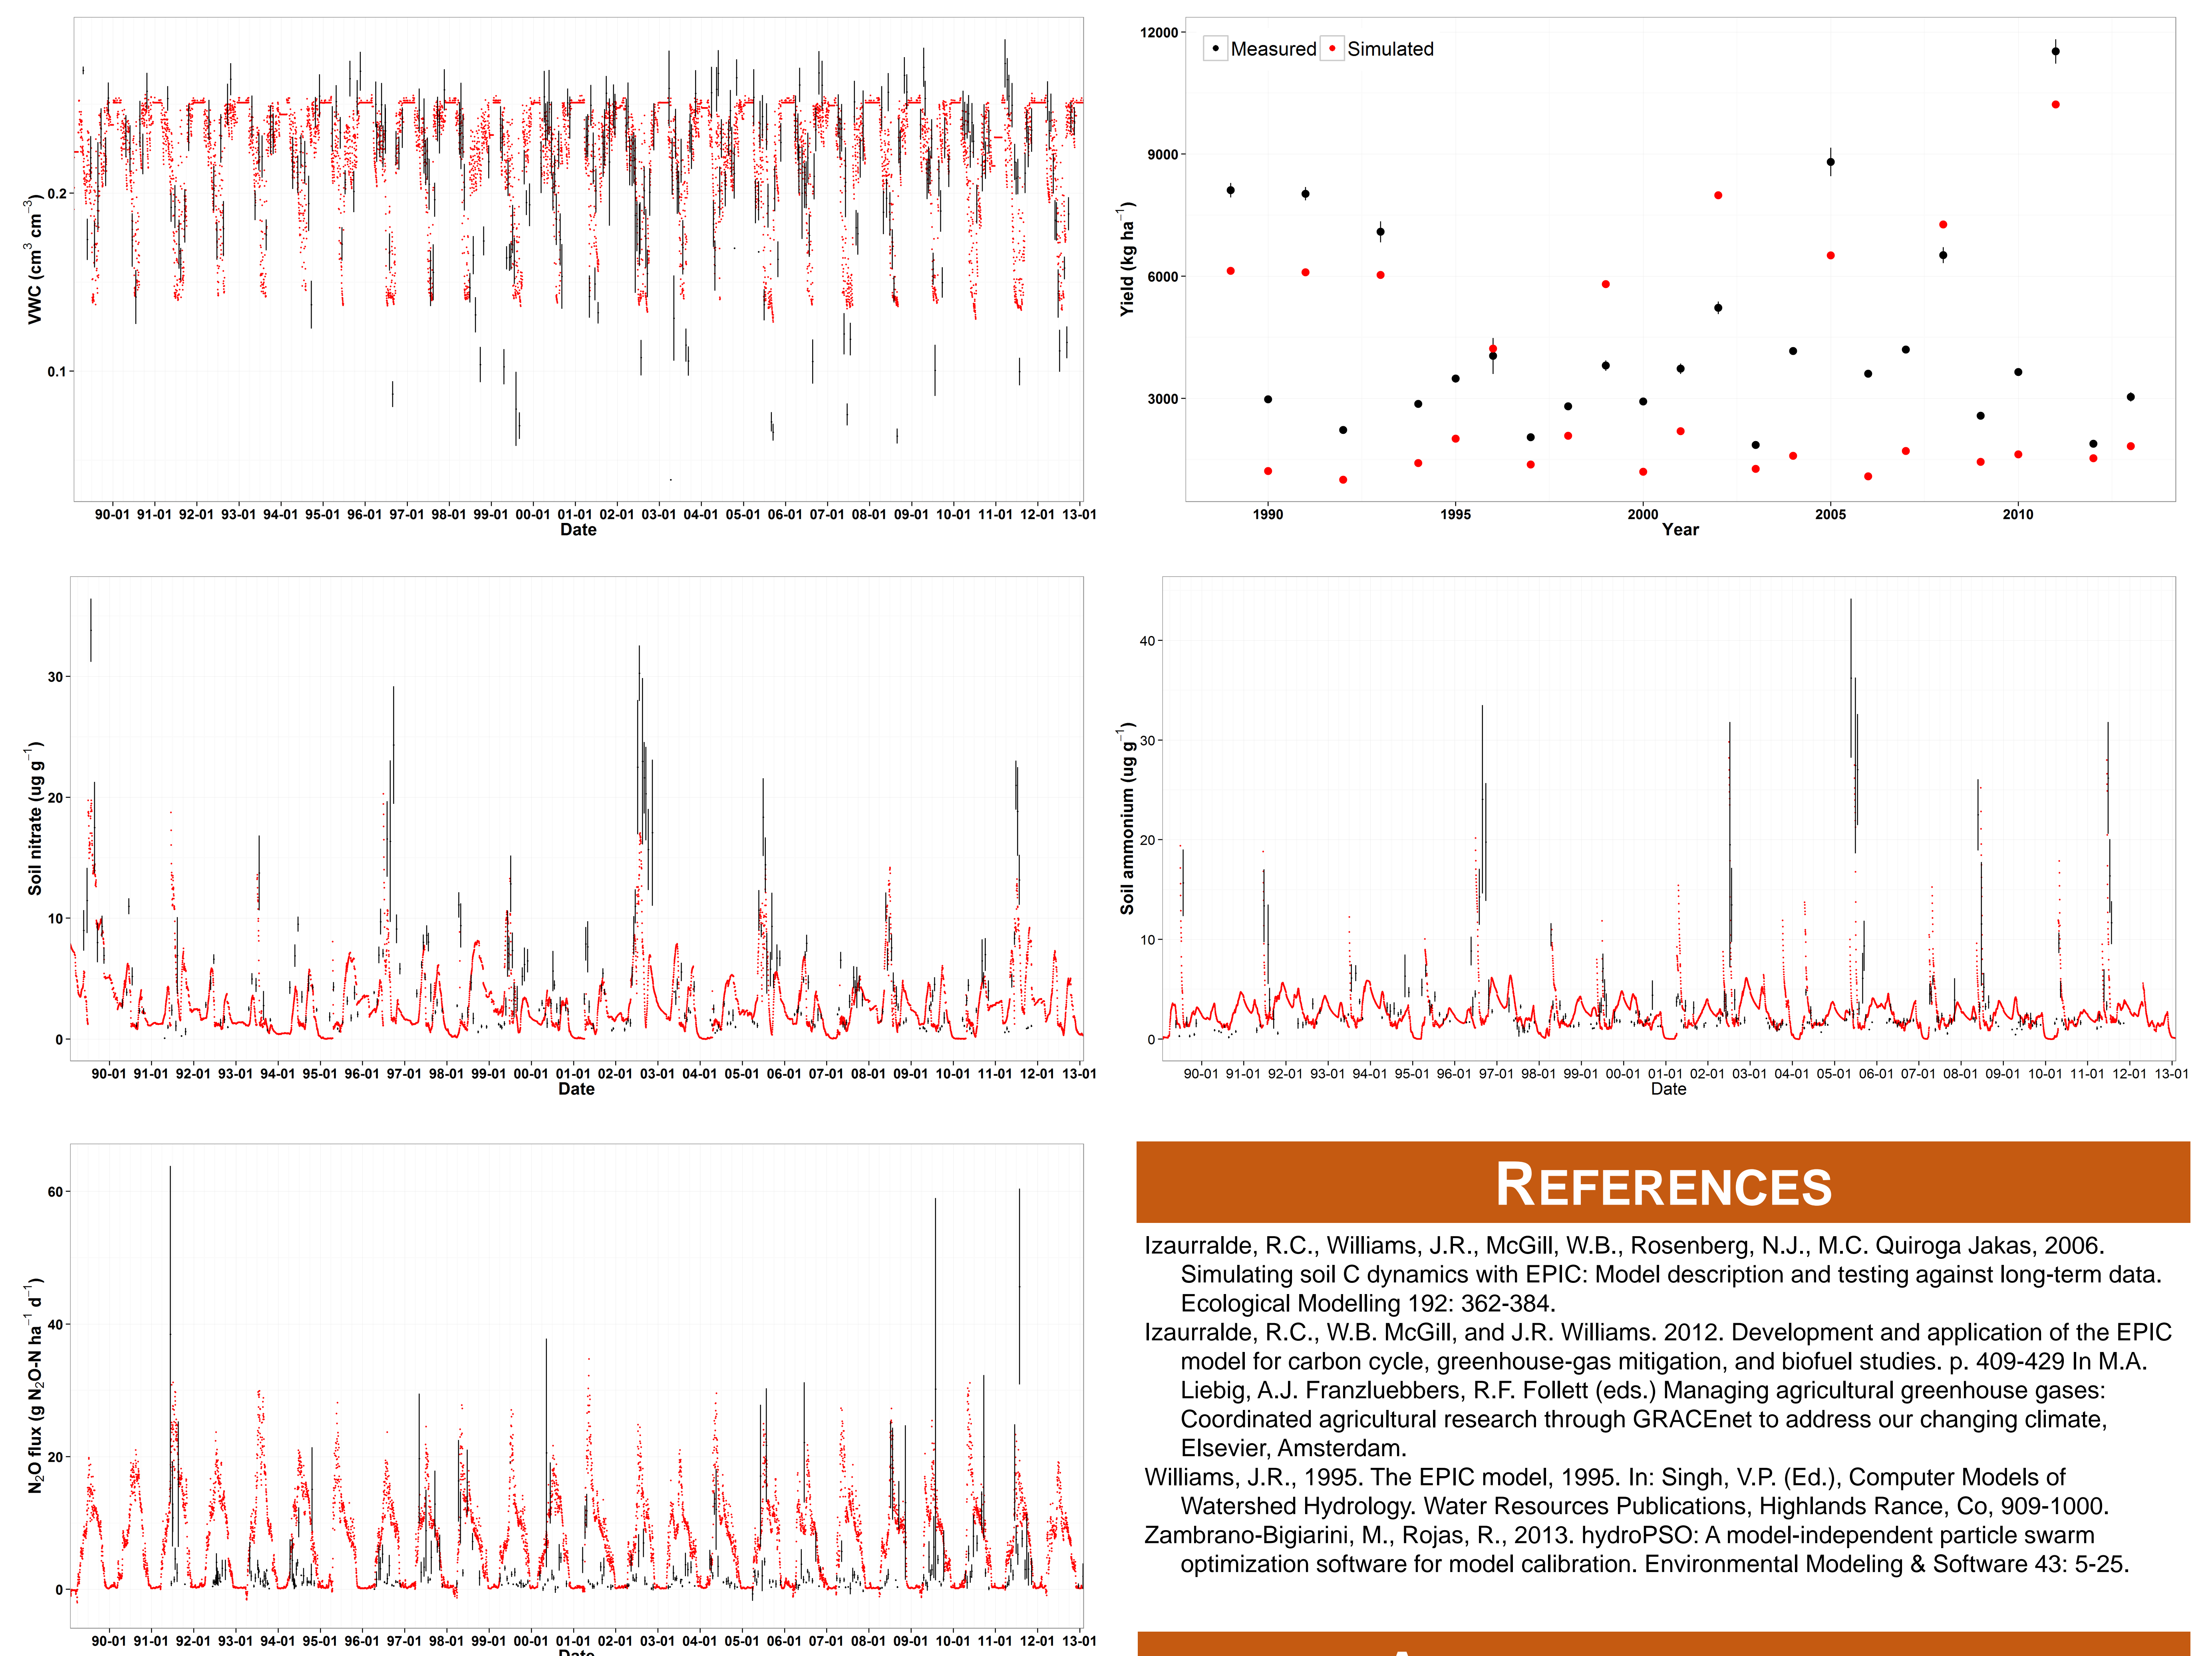 0.2
0.1
VWC (cm³ cm⁻³)
90-01 91-01 92-01 93-01 94-01 95-01 96-01 97-01 98-01 99-01 00-01 01-01 02-01 03-01 04-01 05-01 06-01 07-01 08-01 09-01 10-01 11-01 12-01 13-01
Date
Measured Simulated
12000
9000
6000
3000
Yield (kg ha⁻¹)
1990 1995 2000 2005 2010
Year
30
20
10
0
Soil nitrate (ug g⁻¹)
90-01 91-01 92-01 93-01 94-01 95-01 96-01 97-01 98-01 99-01 00-01 01-01 02-01 03-01 04-01 05-01 06-01 07-01 08-01 09-01 10-01 11-01 12-01 13-01
Date
40
30
20
10
0
Soil ammonium (ug g⁻¹)
90-01 91-01 92-01 93-01 94-01 95-01 96-01 97-01 98-01 99-01 00-01 01-01 02-01 03-01 04-01 05-01 06-01 07-01 08-01 09-01 10-01 11-01 12-01 13-01
Date
60
40
20
0
N₂O flux (g N₂O-N ha⁻¹ d⁻¹)
90-01 91-01 92-01 93-01 94-01 95-01 96-01 97-01 98-01 99-01 00-01 01-01 02-01 03-01 04-01 05-01 06-01 07-01 08-01 09-01 10-01 11-01 12-01 13-01
Date
REFERENCES
Izaurralde, R.C., Williams, J.R., McGill, W.B., Rosenberg, N.J., M.C. Quiroga Jakas, 2006.
Simulating soil C dynamics with EPIC: Model description and testing against long-term data.
Ecological Modelling 192: 362-384.
Izaurralde, R.C., W.B. McGill, and J.R. Williams. 2012. Development and application of the EPIC
model for carbon cycle, greenhouse-gas mitigation, and biofuel studies. p. 409-429 In M.A.
Liebig, A.J. Franzluebbers, R.F. Follett (eds.) Managing agricultural greenhouse gases:
Coordinated agricultural research through GRACEnet to address our changing climate,
Elsevier, Amsterdam.
Williams, J.R., 1995. The EPIC model, 1995. In: Singh, V.P. (Ed.), Computer Models of
Watershed Hydrology. Water Resources Publications, Highlands Rance, Co, 909-1000.
Zambrano-Bigiarini, M., Rojas, R., 2013. hydroPSO: A model-independent particle swarm
optimization software for model calibration. Environmental Modeling & Software 43: 5-25.